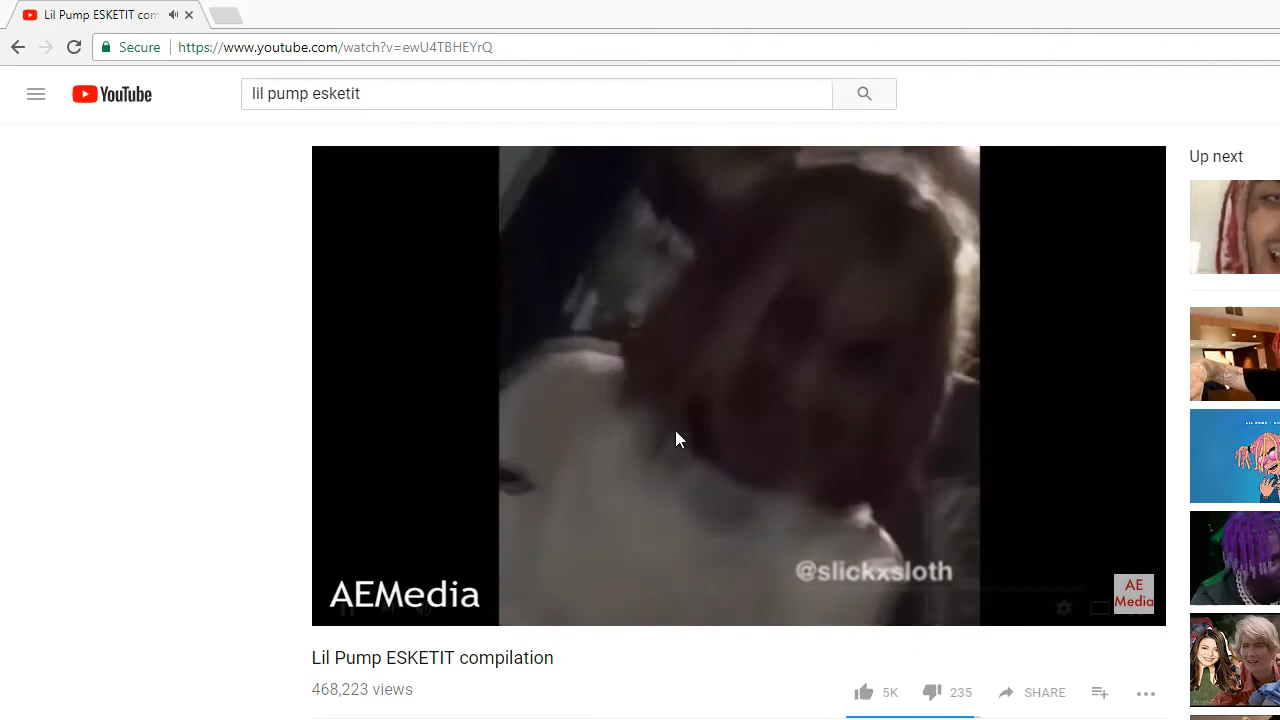 Lil Pump ESKETIT com
Secure
https://www.youtube.com/watch?v=ewU4TBHEYrQ
YouTube
lil pump esketit
Up next
@slickxsloth
AEMedia
AE
Media
Lil Pump ESKETIT compilation
468,223 views
5K
235
SHARE